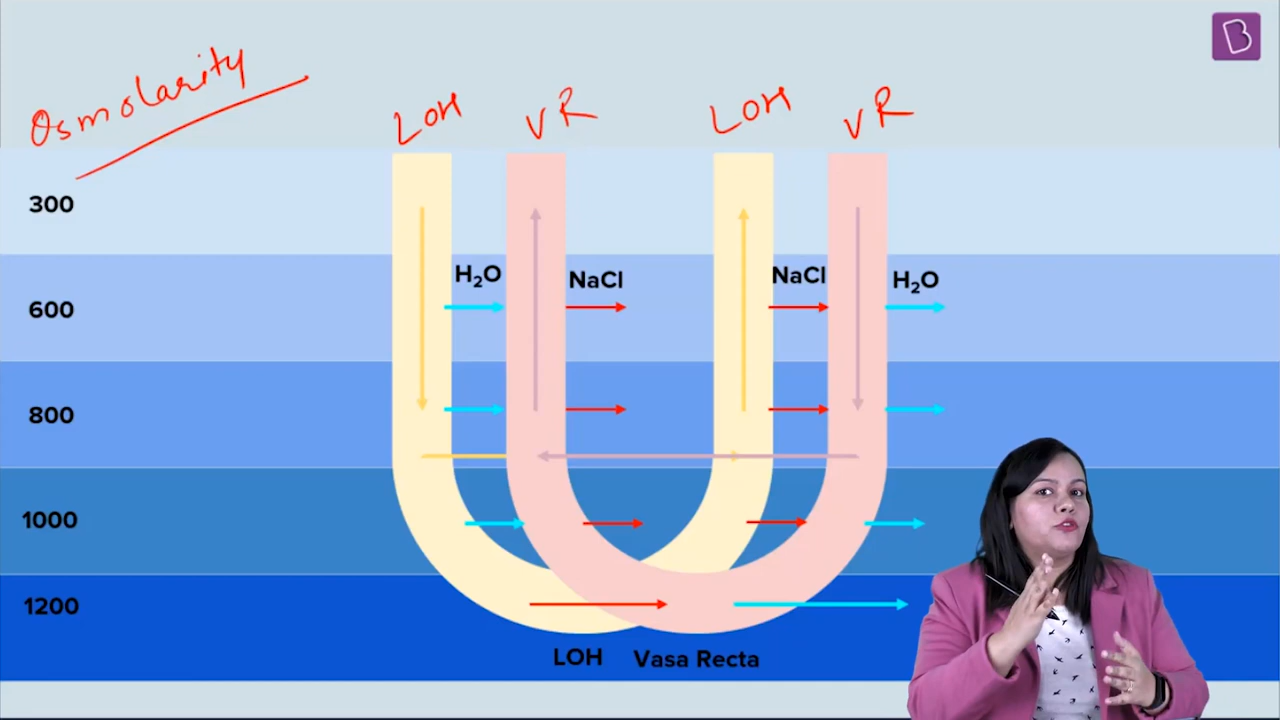 Osmolarity
LOH VR LOH VR
300
H₂O NaCl NaCl H₂O
600
800
1000
1200
LOH Vasa Recta